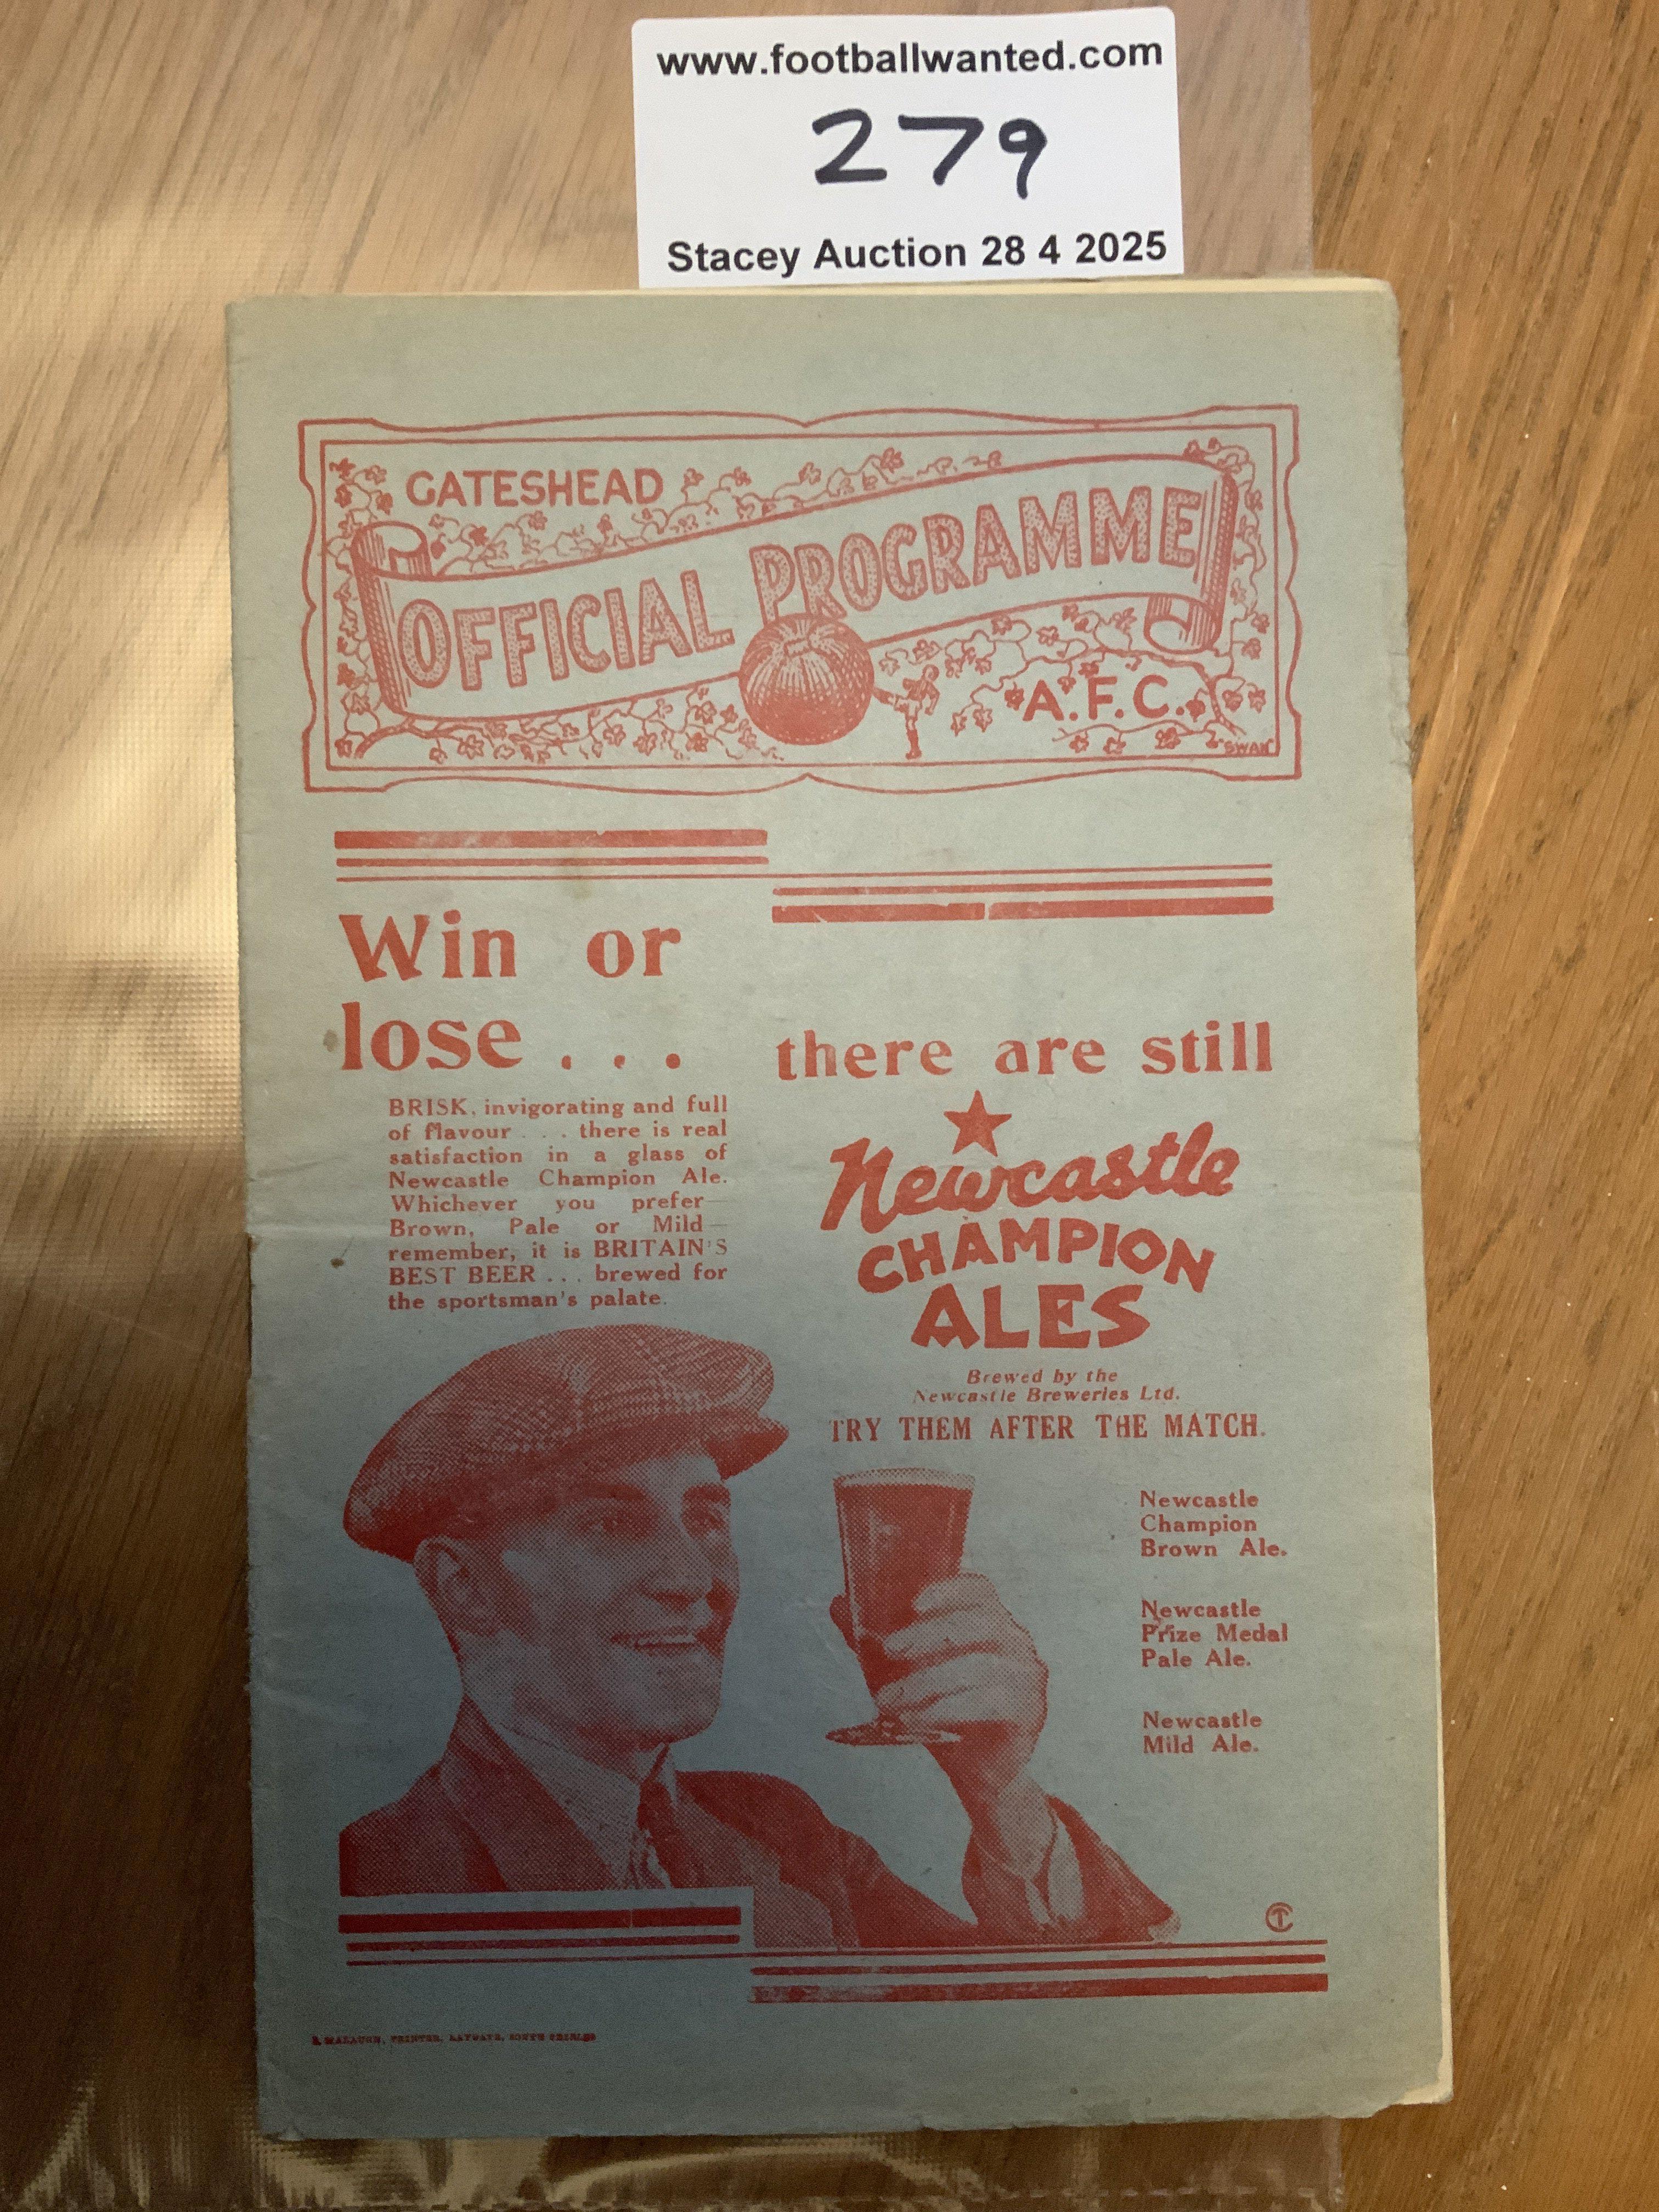 www.footballwanted.com
279
Stacey Auction 28 4 2025
GATESHEAD
OFFICIAL PROGRAMME
A.F.C.
"SWAN"
Win or
lose . . .
there are still
BRISK, invigorating and full
of flavour . . . there is real
satisfaction in a glass of
Newcastle Champion Ale.
Whichever you prefer—
Brown, Pale or Mild—
remember, it is BRITAIN'S
BEST BEER . . . brewed for
the sportsman's palate.
Newcastle
CHAMPION
ALES
Brewed by the
Newcastle Breweries Ltd.
TRY THEM AFTER THE MATCH.
Newcastle
Champion
Brown Ale.
Newcastle
Prize Medal
Pale Ale.
Newcastle
Mild Ale.
PRINTER, LAYGATE, SOUTH SHIELDS